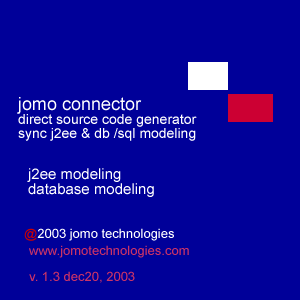 jomo connector
direct source code generator
sync j2ee & db /sql modeling
j2ee modeling
database modeling
@2003 jomo technologies
www.jomotechnologies.com
v. 1.3 dec20, 2003